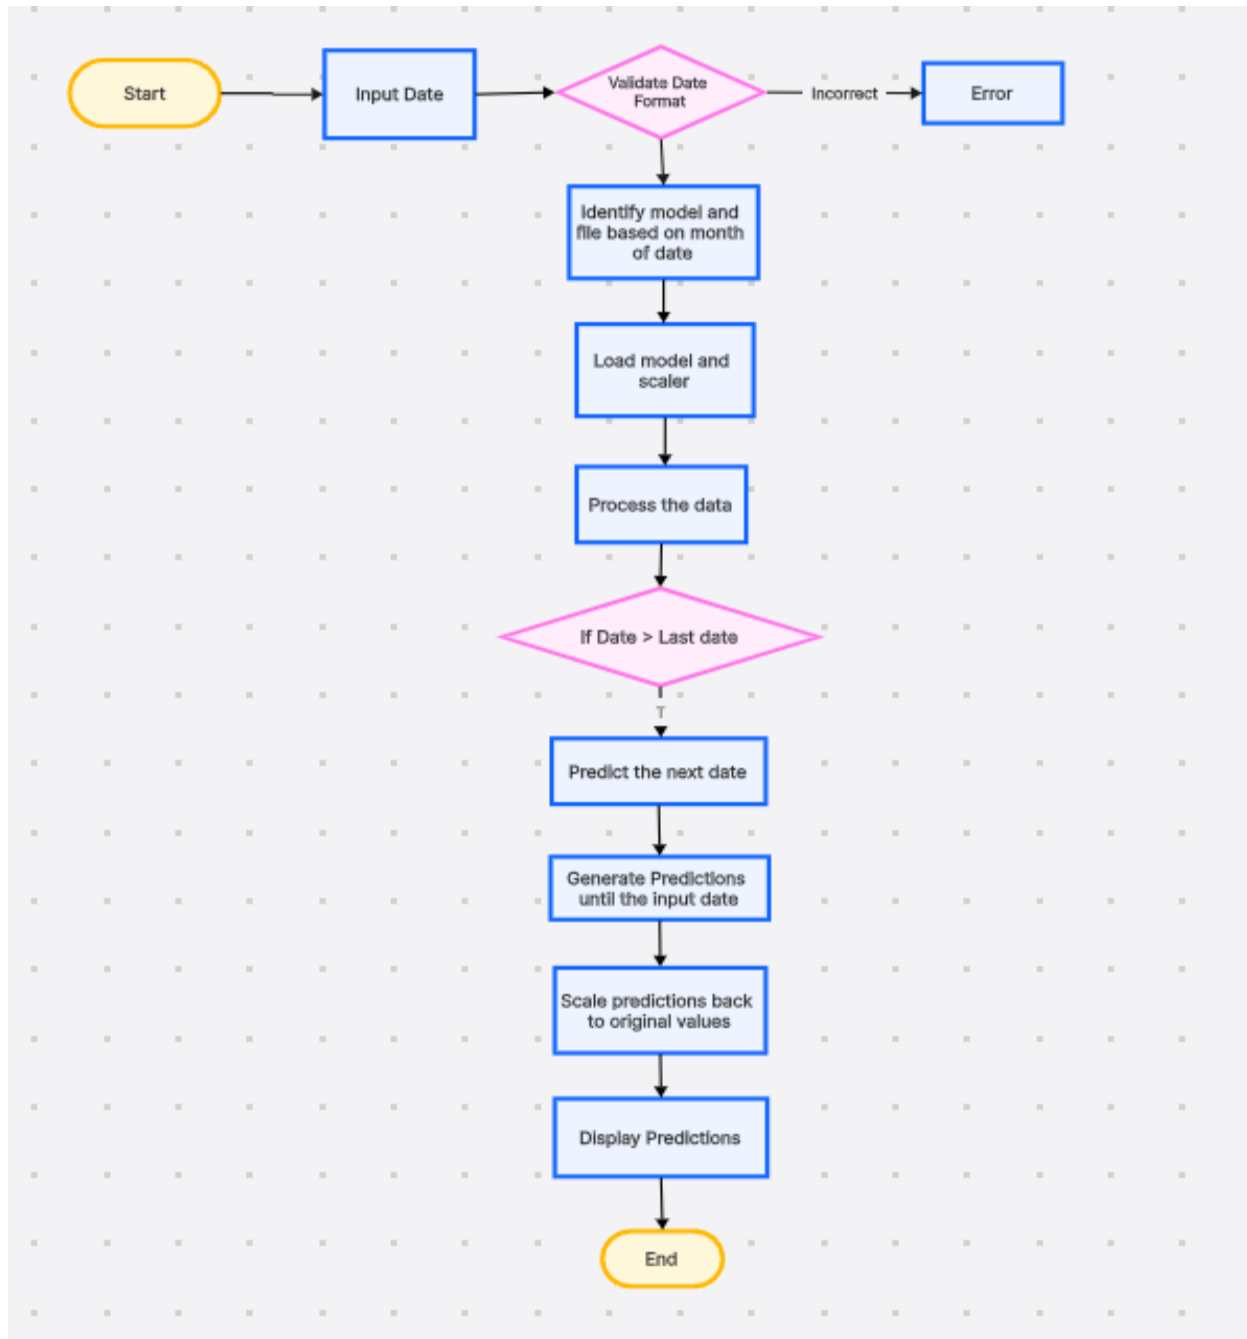 Start
Input Date
Validate Date
Format
Incorrect
Error
Identify model and
file based on month
of date
Load model and
scaler
Process the data
If Date > Last date
T
Predict the next date
Generate Predictions
until the input date
Scale predictions back
to original values
Display Predictions
End